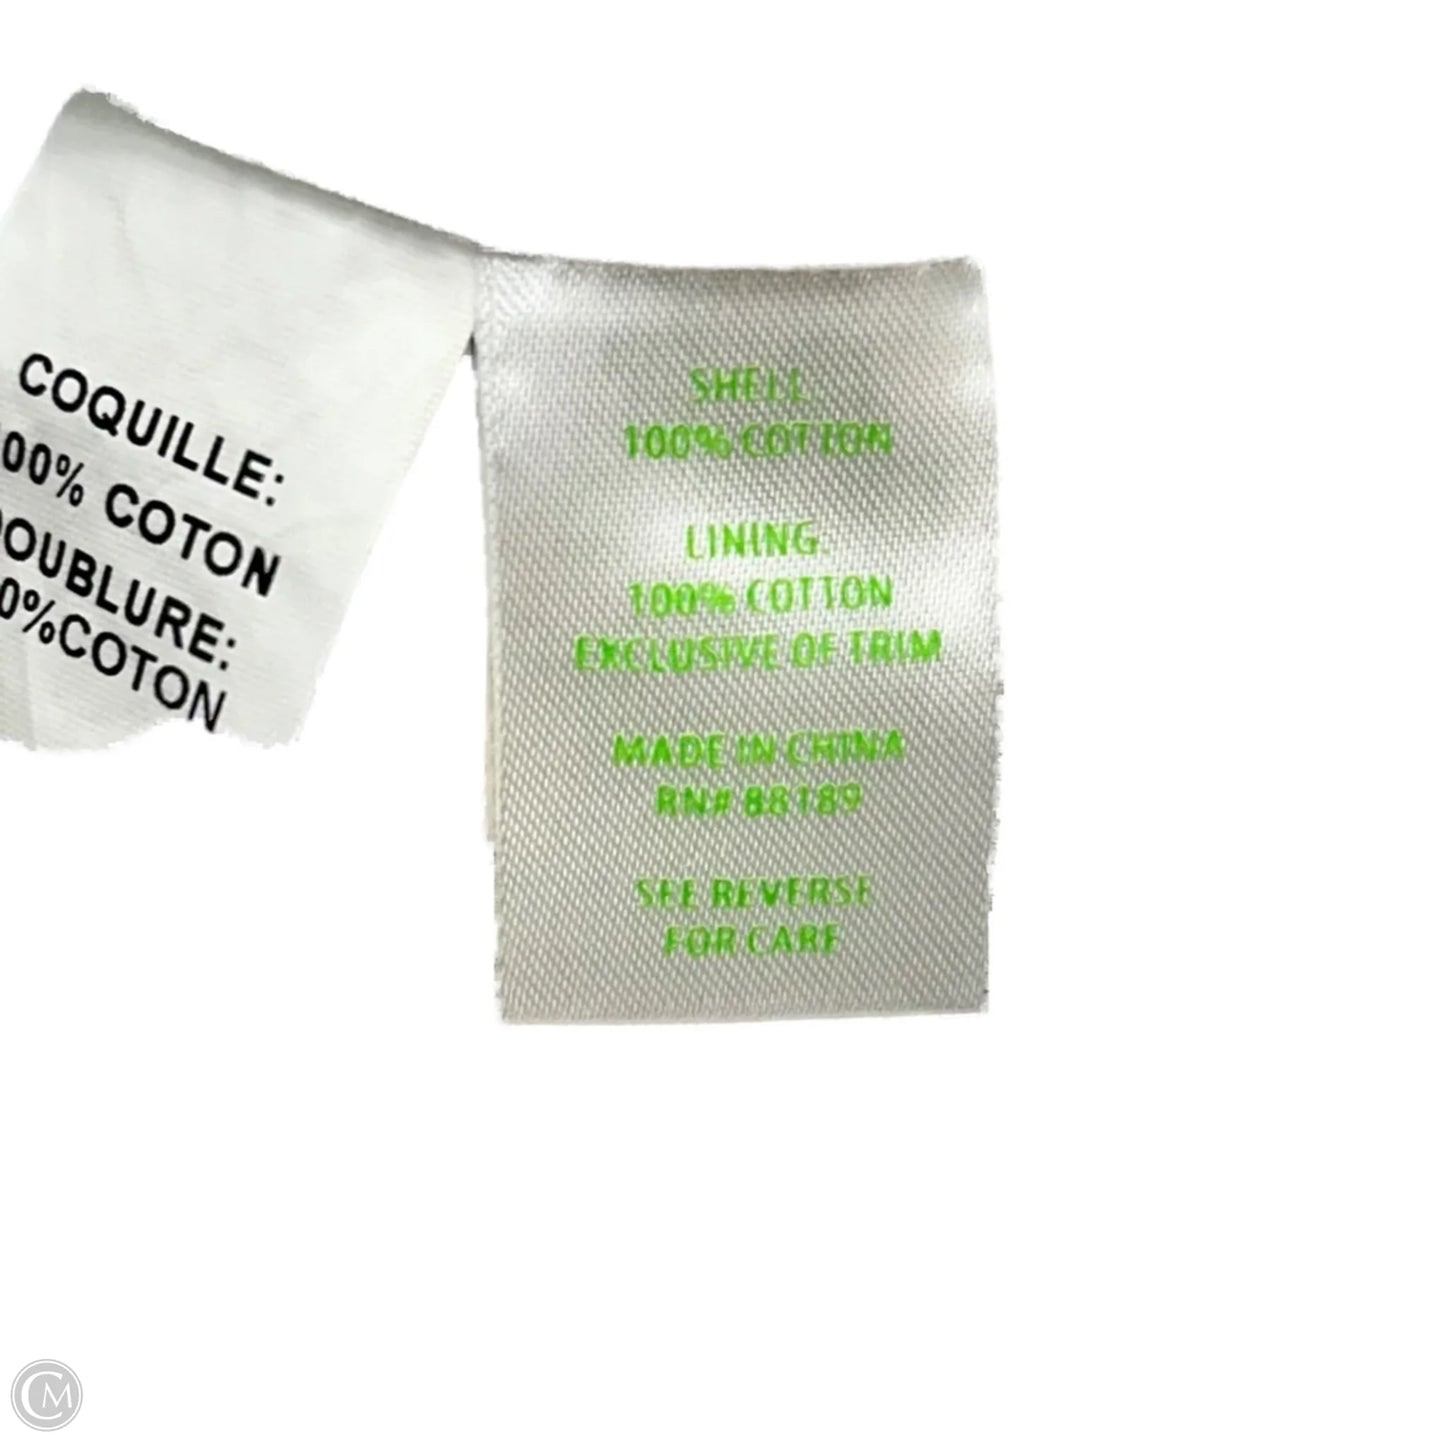 COQUILLE:
00% COTON
OUBLURE:
0%COTON
SHELL
100% COTTON
LINING:
100% COTTON
EXCLUSIVE OF TRIM
MADE IN CHINA
RN# 88189
SEE REVERSE
FOR CARE
CM